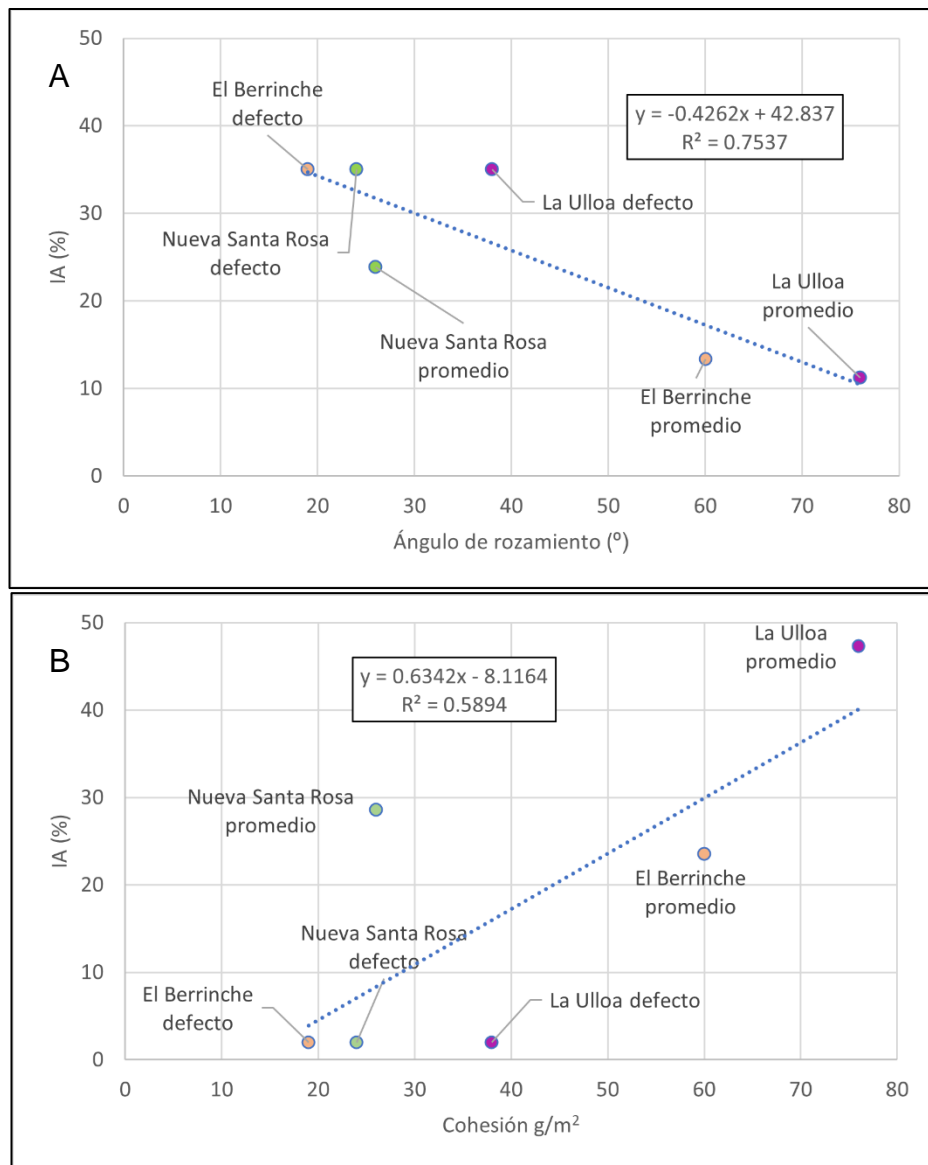 A
50
40
30
20
10
0
IA (%)
El Berrinche
defecto
y = -0.4262x + 42.837
R² = 0.7537
La Ulloa defecto
Nueva Santa Rosa
defecto
La Ulloa
promedio
Nueva Santa Rosa
promedio
El Berrinche
promedio
0 10 20 30 40 50 60 70 80
Ángulo de rozamiento (º)
B
50
40
30
20
10
0
IA (%)
La Ulloa
promedio
y = 0.6342x - 8.1164
R² = 0.5894
Nueva Santa Rosa
promedio
El Berrinche
promedio
Nueva Santa Rosa
defecto
El Berrinche
defecto
La Ulloa defecto
0 10 20 30 40 50 60 70 80
Cohesión g/m²